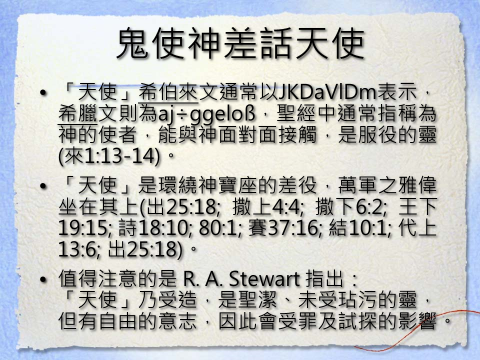 鬼使神差話天使
• 「天使」希伯來文通常以JKDaVlDm表示，
希臘文則為aj÷ggeloß，聖經中通常指稱為
神的使者，能與神面對面接觸，是服役的靈
(來1:13-14)。
• 「天使」是環繞神寶座的差役，萬軍之雅偉
坐在其上(出25:18; 撒上4:4; 撒下6:2; 王下
19:15; 詩18:10; 80:1; 賽37:16; 結10:1; 代上
13:6; 出25:18)。
• 值得注意的是 R. A. Stewart 指出：
「天使」乃受造，是聖潔、未受玷污的靈，
但有自由的意志，因此會受罪及試探的影響。